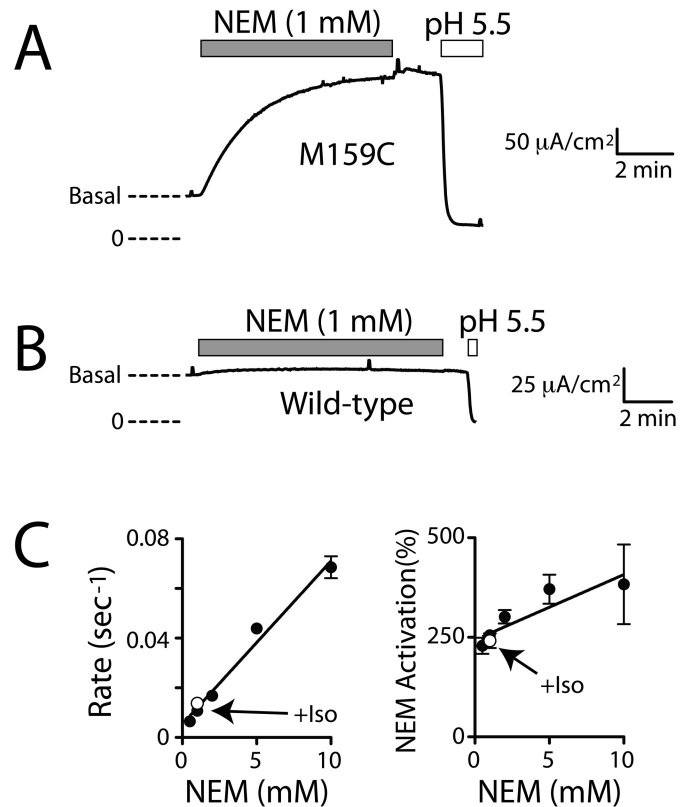 A
NEM (1 mM)
pH 5.5
M159C
50 μA/cm2
2 min
Basal
0
B
NEM (1 mM)
pH 5.5
Basal
Wild-type
25 μA/cm2
2 min
0
C
Rate (sec-1)
0.08
0.04
0
0
5
10
+Iso
NEM (mM)
NEM Activation(%)
500
250
0
0
5
10
+Iso
NEM (mM)